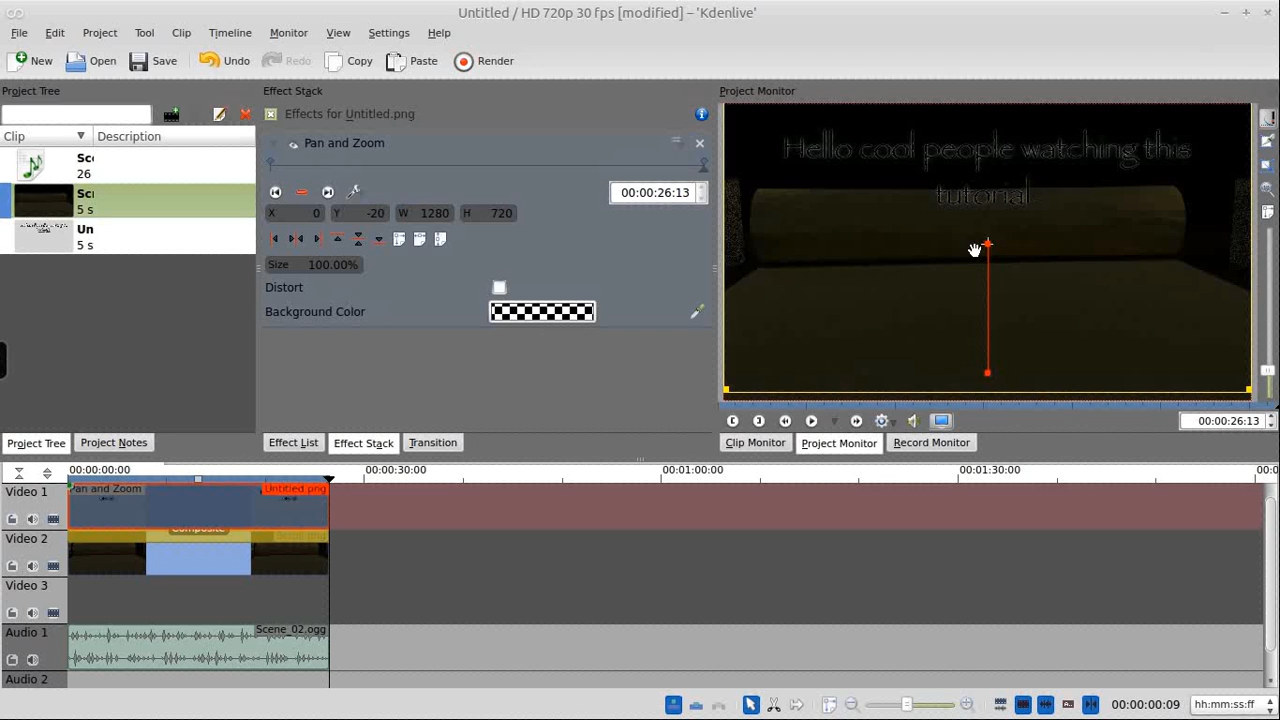 Untitled / HD 720p 30 fps [modified] – 'Kdenlive'
File Edit Project Tool Clip Timeline Monitor View Settings Help
New Open Save Undo Redo Copy Paste Render
Project Tree
Effect Stack
Project Monitor
Effects for Untitled.png
Clip Description
Pan and Zoom
Sc
26
00:00:26:13
Sc
5 s
X 0 Y -20 W 1280 H 720
Un
5 s
Size 100.00%
Distort
Background Color
Hello cool people watching this
tutorial
00:00:26:13
Project Tree Project Notes
Effect List Effect Stack Transition
Clip Monitor Project Monitor Record Monitor
00:00:00:00 00:00:30:00 00:01:00:00 00:01:30:00
Video 1
Pan and Zoom
Untitled.png
Video 2
Composite
Video 3
Audio 1
Scene_02.ogg
Audio 2
00:00:00:09 hh:mm:ss:ff